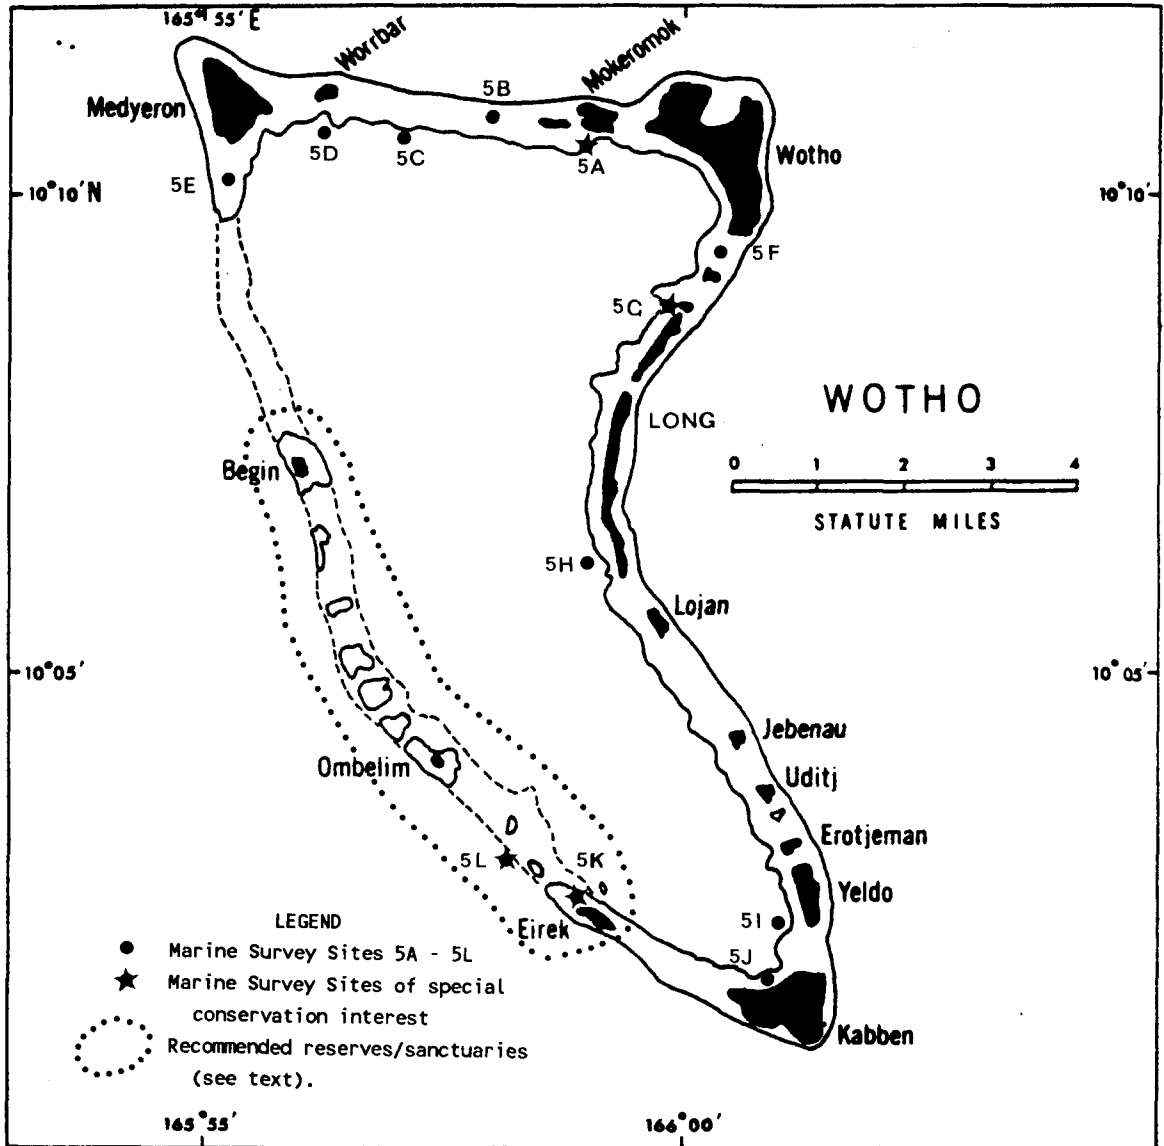 165° 55' E
Worrbar
Mokeromok
Medyeron
5B
5D
5C
5A
Wotho
5E
10° 10' N
10° 10'
5F
5G
WOTHO
LONG
0 1 2 3 4
STATUTE MILES
Begin
5H
Lojan
10° 05'
10° 05'
Jebenau
Ombelim
Uditj
Erotjeman
5L
5K
Yeldo
Eirek
5I
5J
Kabben
LEGEND
Marine Survey Sites 5A - 5L
Marine Survey Sites of special
conservation interest
Recommended reserves/sanctuaries
(see text).
165° 55'
166° 00'